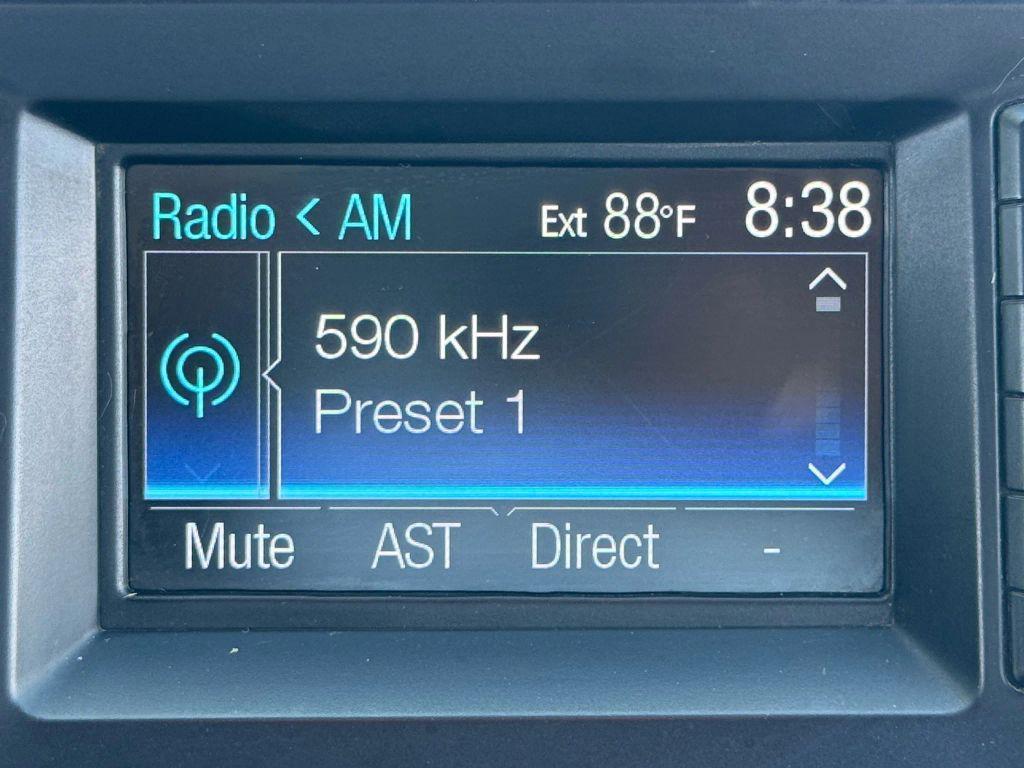 Radio < AM Ext 88°F 8:38
590 kHz
Preset 1
Mute AST Direct -